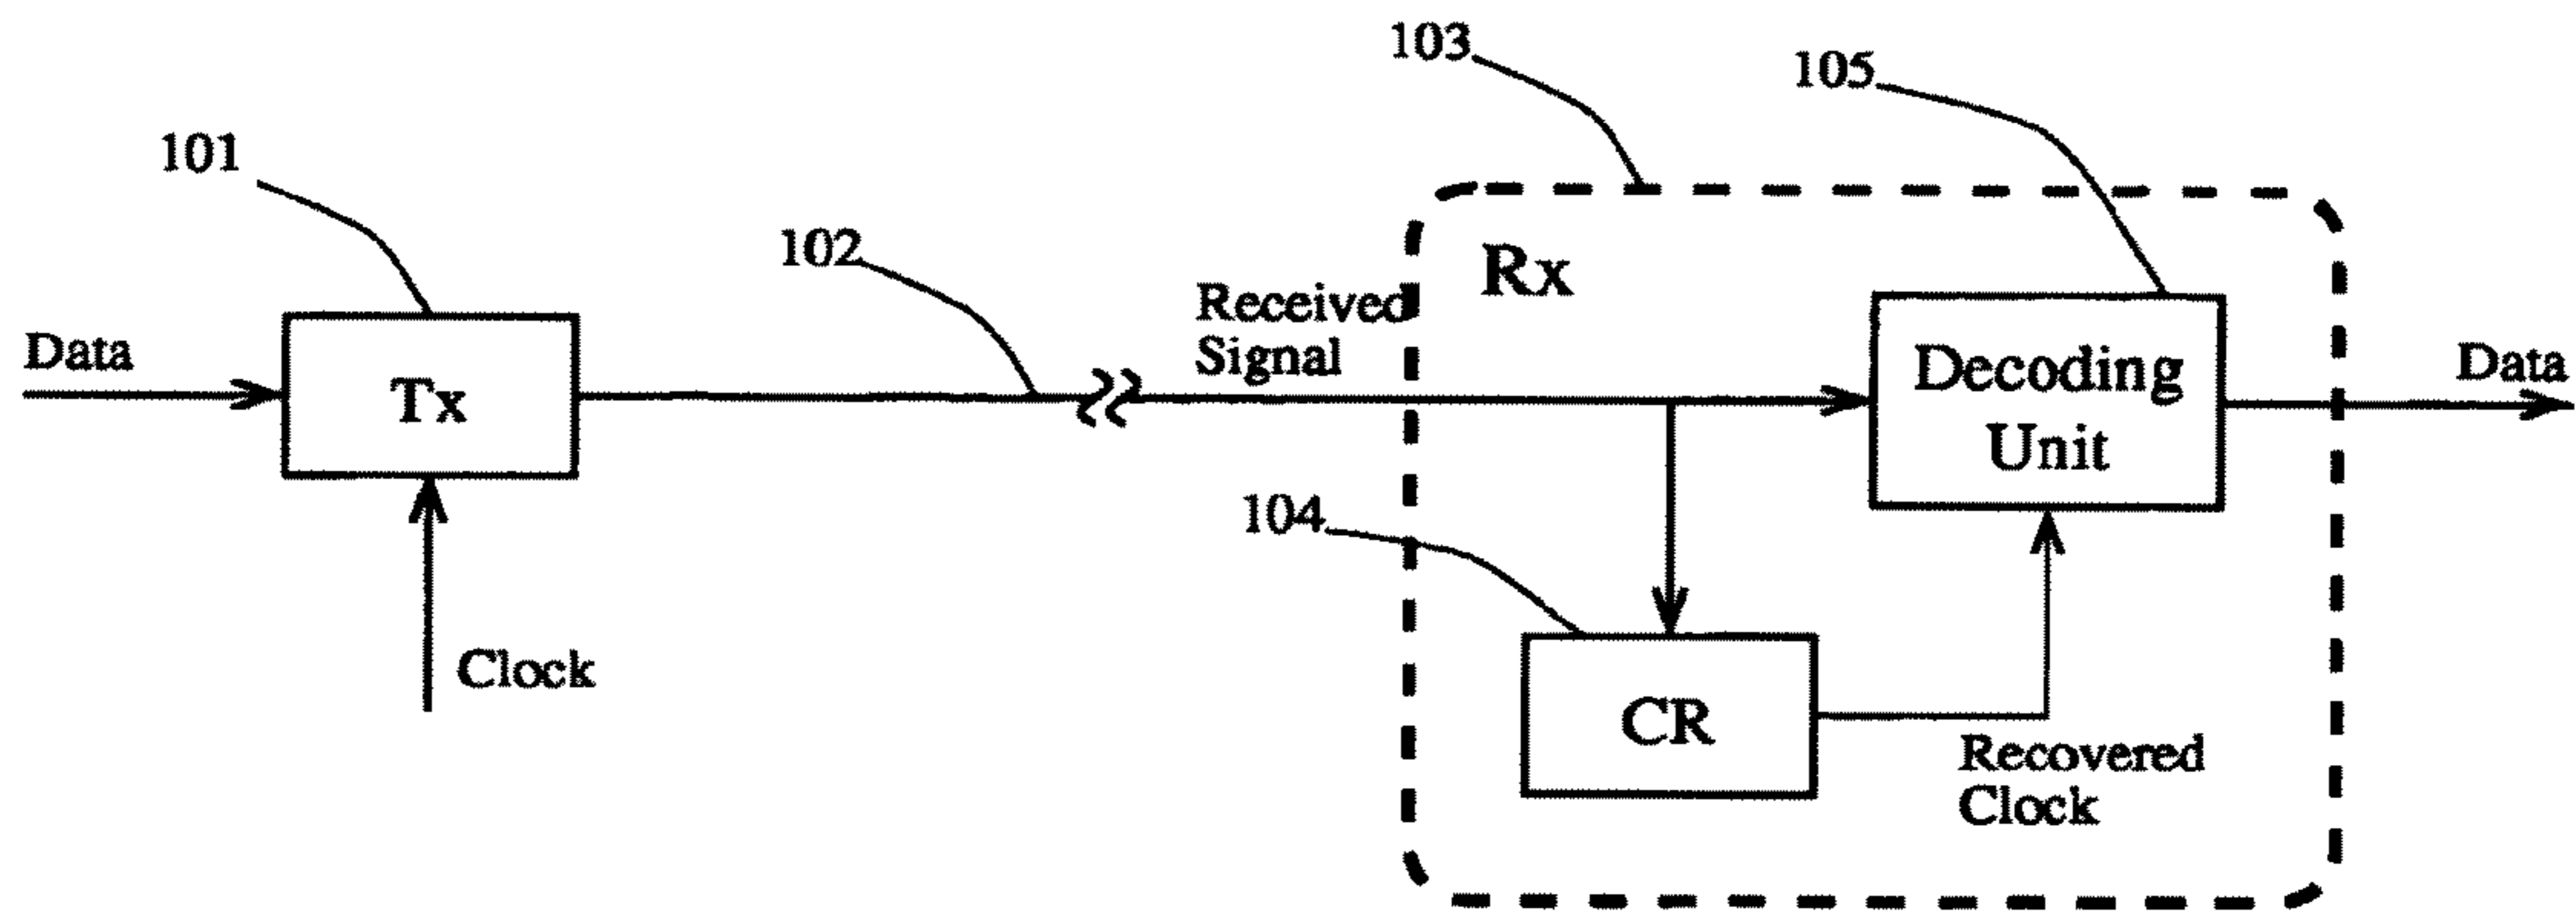 103
105
101
102
Rx
Received
Signal
Data
Tx
Decoding
Unit
Data
104
Clock
CR
Recovered
Clock